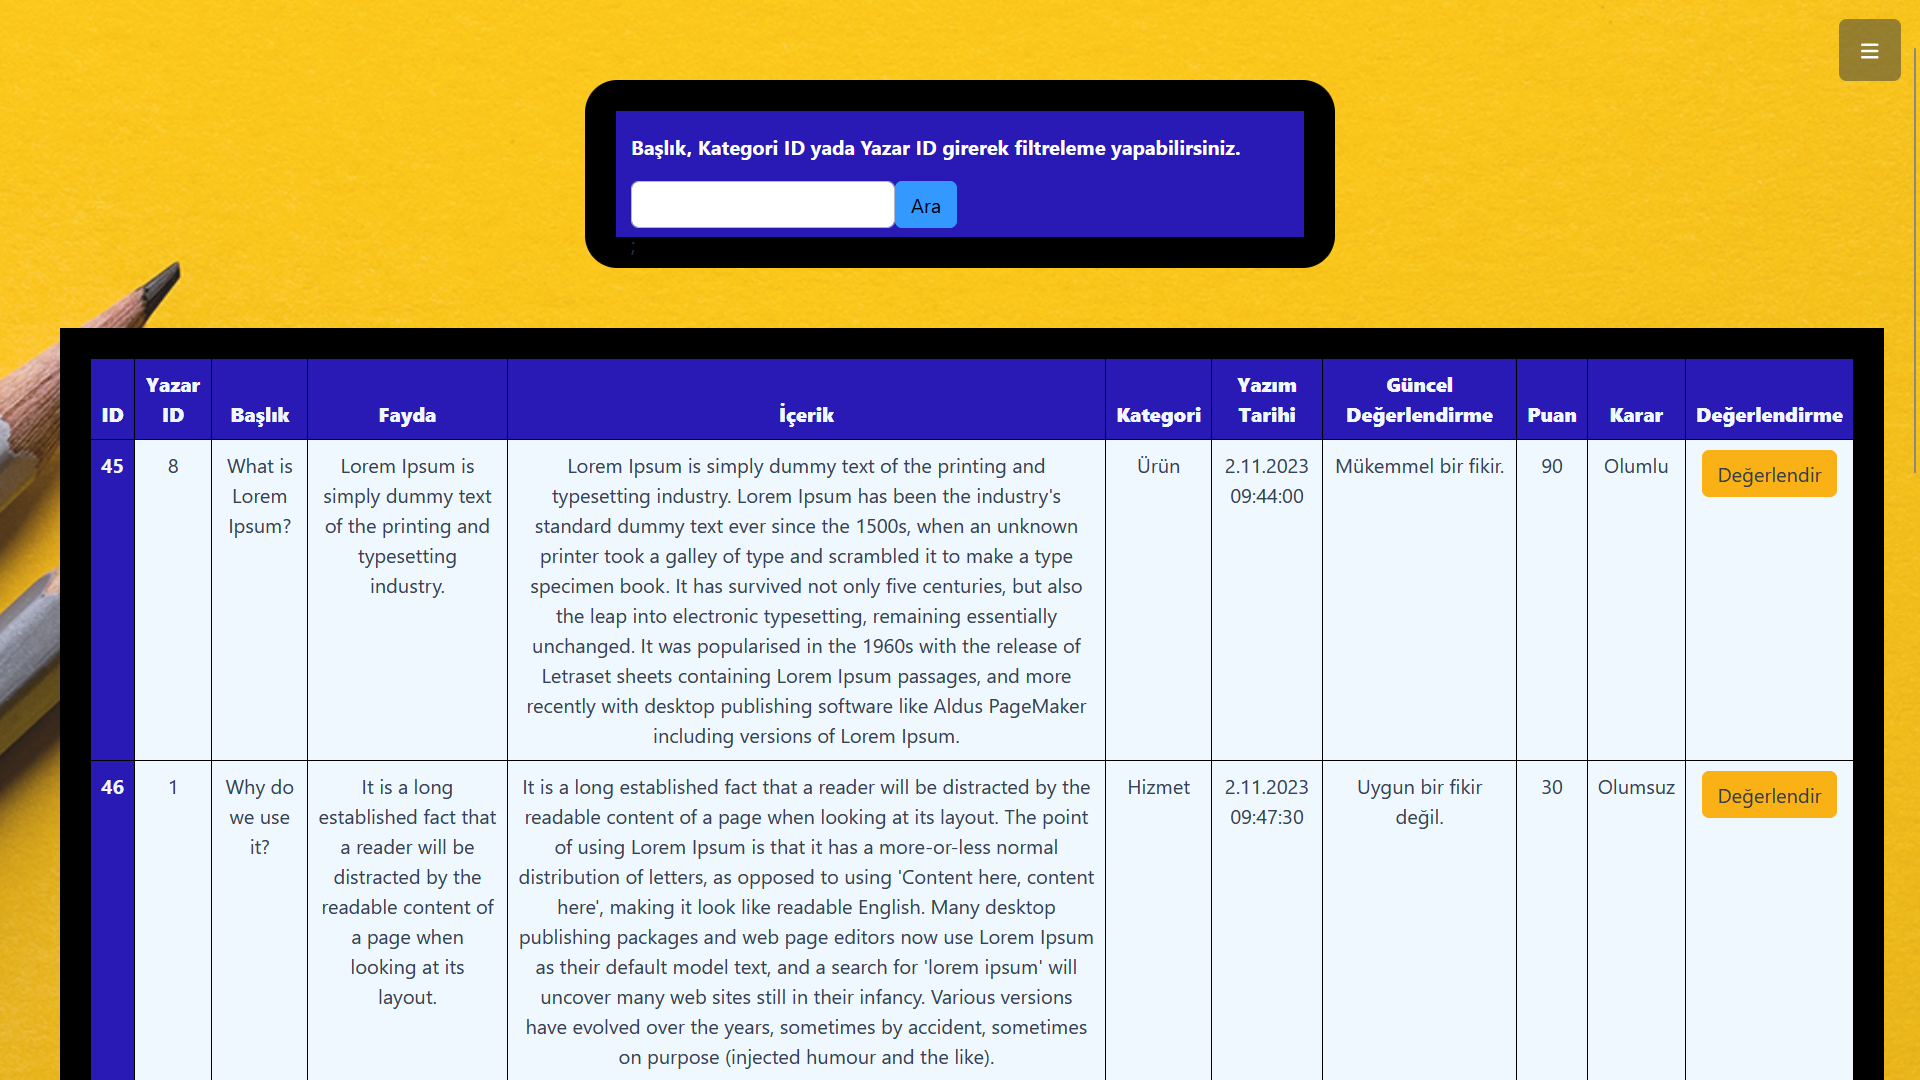 Başlık, Kategori ID yada Yazar ID girerek filtreleme yapabilirsiniz.
Ara
;
ID
Yazar
ID
Başlık
Fayda
İçerik
Kategori
Yazım
Tarihi
Güncel
Değerlendirme
Puan
Karar
Değerlendirme
45
8
What is
Lorem
Ipsum?
Lorem Ipsum is
simply dummy text
of the printing and
typesetting
industry.
Lorem Ipsum is simply dummy text of the printing and
typesetting industry. Lorem Ipsum has been the industry's
standard dummy text ever since the 1500s, when an unknown
printer took a galley of type and scrambled it to make a type
specimen book. It has survived not only five centuries, but also
the leap into electronic typesetting, remaining essentially
unchanged. It was popularised in the 1960s with the release of
Letraset sheets containing Lorem Ipsum passages, and more
recently with desktop publishing software like Aldus PageMaker
including versions of Lorem Ipsum.
Ürün
2.11.2023
09:44:00
Mükemmel bir fikir.
90
Olumlu
Değerlendir
46
1
Why do
we use
it?
It is a long
established fact that
a reader will be
distracted by the
readable content of
a page when
looking at its
layout.
It is a long established fact that a reader will be distracted by the
readable content of a page when looking at its layout. The point
of using Lorem Ipsum is that it has a more-or-less normal
distribution of letters, as opposed to using 'Content here, content
here', making it look like readable English. Many desktop
publishing packages and web page editors now use Lorem Ipsum
as their default model text, and a search for 'lorem ipsum' will
uncover many web sites still in their infancy. Various versions
have evolved over the years, sometimes by accident, sometimes
on purpose (injected humour and the like).
Hizmet
2.11.2023
09:47:30
Uygun bir fikir
değil.
30
Olumsuz
Değerlendir